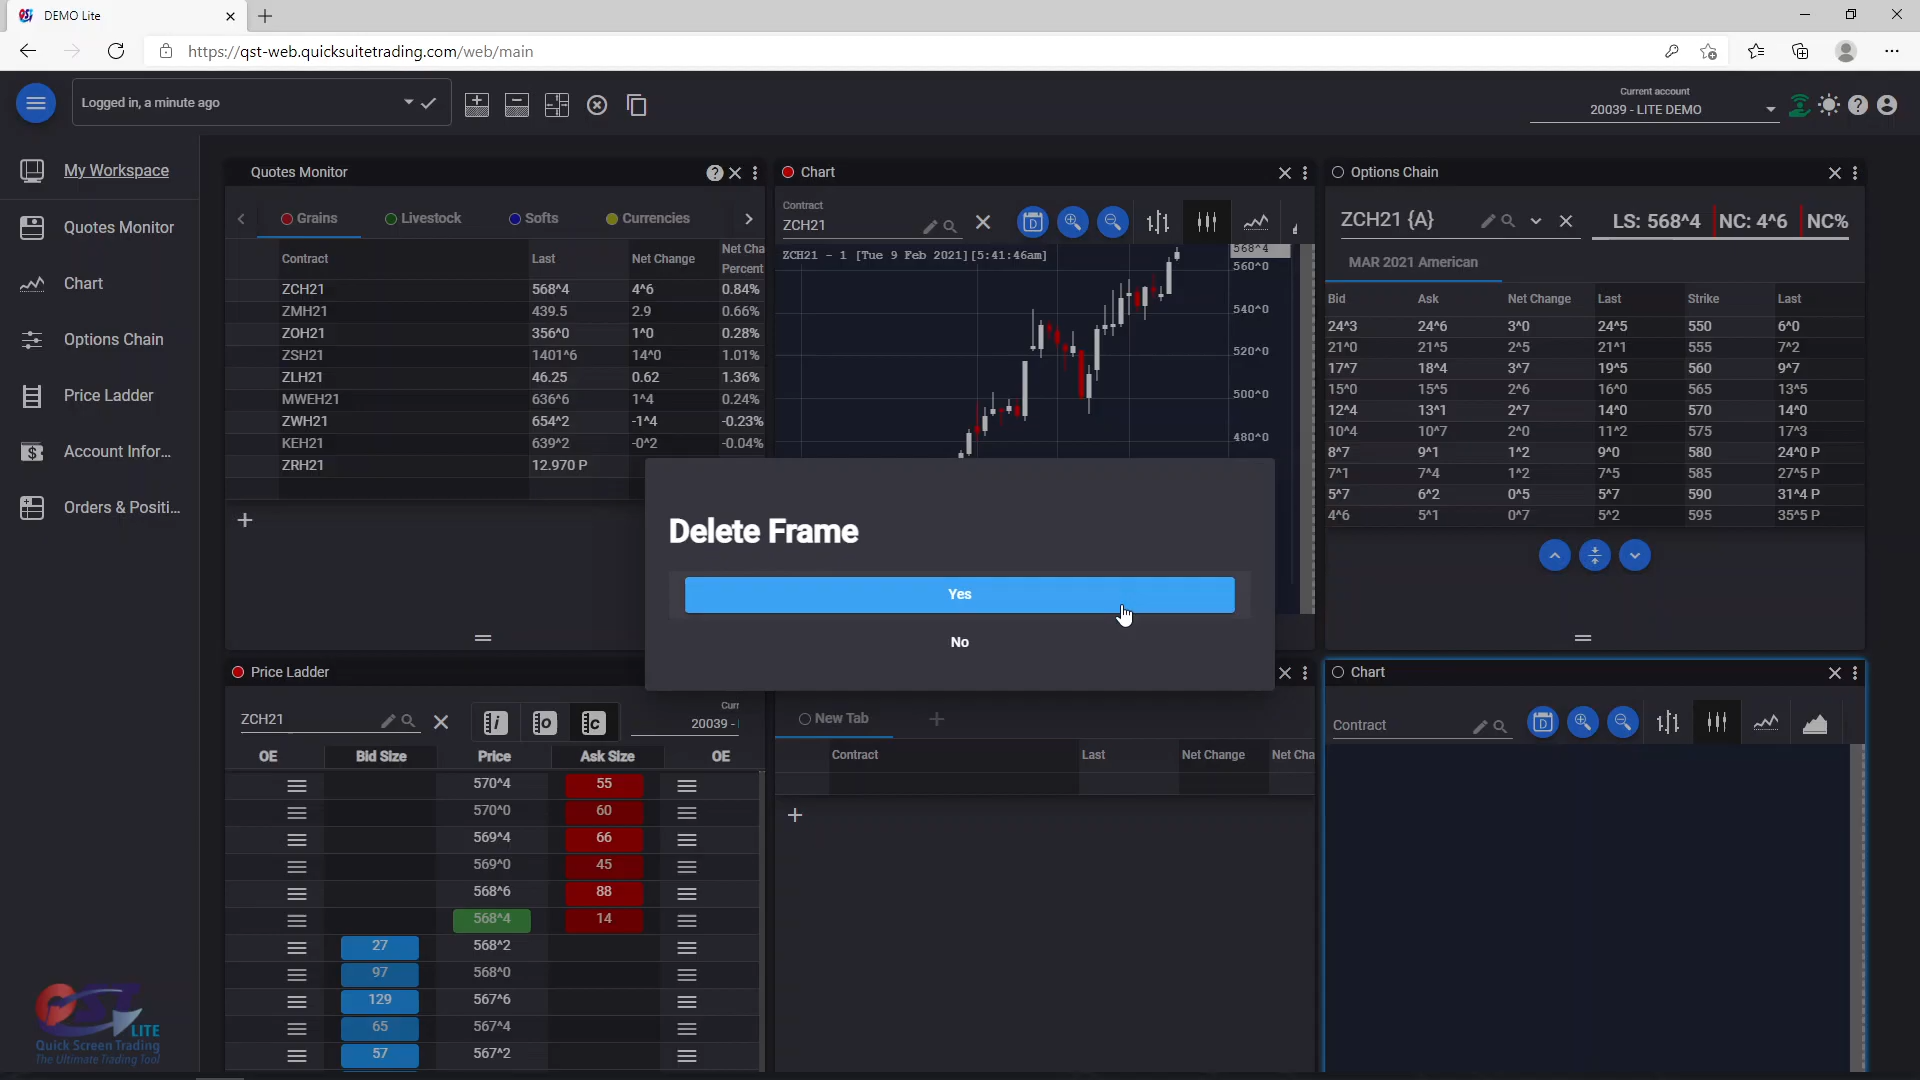 DEMO Lite
https://qst-web.quicksuitetrading.com/web/main
Logged in, a minute ago
Current account
20039 - LITE DEMO
My Workspace
Quotes Monitor
Chart
Options Chain
Price Ladder
Account Infor...
Orders & Positi...
QST
LITE
Quick Screen Trading
The Ultimate Trading Tool
Quotes Monitor
Grains Livestock Softs Currencies
Contract Last Net Change Net Cha
Percent
ZCH21 568^4 4^6 0.84%
ZMH21 439.5 2.9 0.66%
ZOH21 356^0 1^0 0.28%
ZSH21 1401^6 14^0 1.01%
ZLH21 46.25 0.62 1.36%
MWEH21 636^6 1^4 0.24%
ZWH21 654^2 -1^4 -0.23%
KEH21 639^2 -0^2 -0.04%
ZRH21 12.970 P
Chart
Contract
ZCH21
D
ZCH21 - 1 [Tue 9 Feb 2021][5:41:46am]
568^4
560^0
540^0
520^0
500^0
480^0
Options Chain
ZCH21 {A} LS: 568^4 NC: 4^6 NC%
MAR 2021 American
Bid Ask Net Change Last Strike Last
24^3 24^6 3^0 24^5 550 6^0
21^0 21^5 2^5 21^1 555 7^2
17^7 18^4 3^7 19^5 560 9^7
15^0 15^5 2^6 16^0 565 13^5
12^4 13^1 2^7 14^0 570 14^0
10^4 10^7 2^0 11^2 575 17^3
8^7 9^1 1^2 9^0 580 24^0 P
7^1 7^4 1^2 7^5 585 27^5 P
5^7 6^2 0^5 5^7 590 31^4 P
4^6 5^1 0^7 5^2 595 35^5 P
Delete Frame
Yes
No
Price Ladder
ZCH21 i o c
Curr
20039 -
OE Bid Size Price Ask Size OE
570^4 55
570^0 60
569^4 66
569^0 45
568^6 88
568^4 14
27 568^2
97 568^0
129 567^6
65 567^4
57 567^2
New Tab
Contract Last Net Change Net Cha
Chart
Contract
D